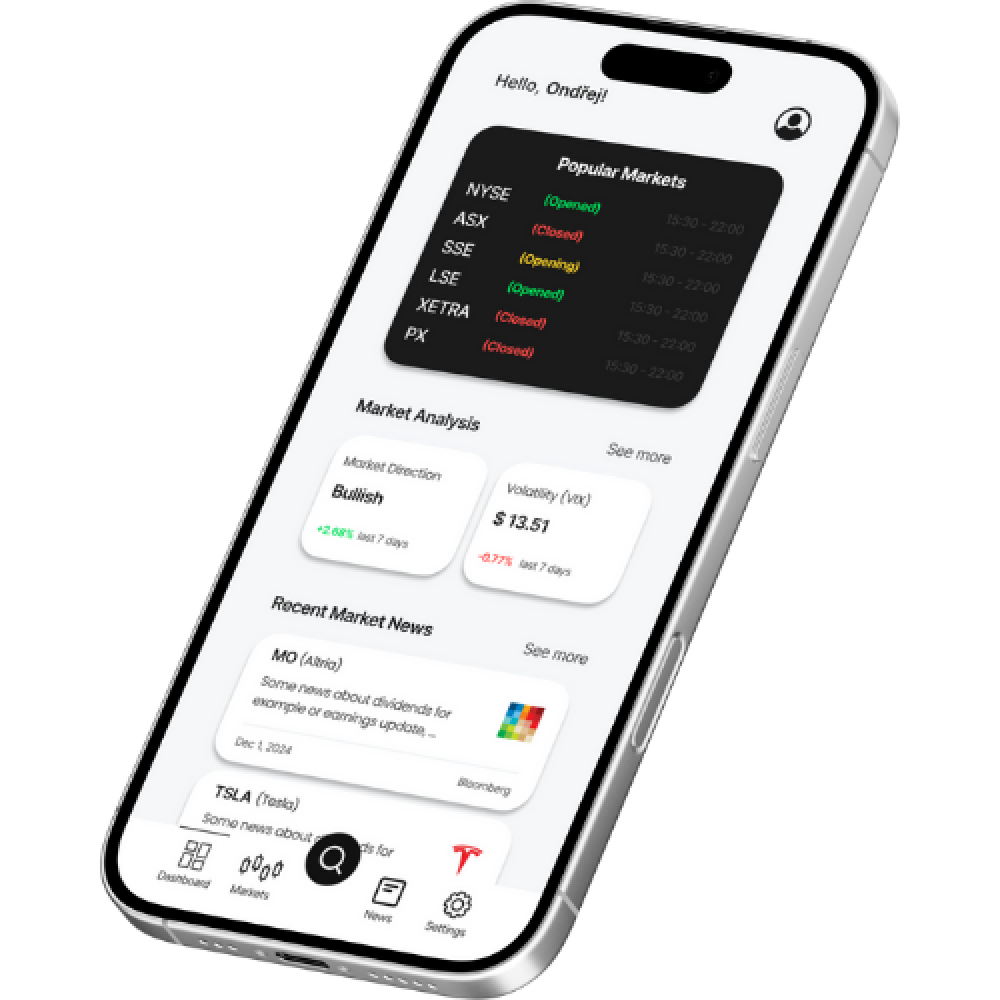 Hello, Ondřej!
Popular Markets
NYSE (Opened) 15:30 - 22:00
ASX (Closed) 15:30 - 22:00
SSE (Opening) 15:30 - 22:00
LSE (Opened) 15:30 - 22:00
XETRA (Closed) 15:30 - 22:00
PX (Closed) 15:30 - 22:00
Market Analysis See more
Market Direction
Bullish
+2.68% last 7 days
Volatility (VIX)
$ 13.51
-0.77% last 7 days
Recent Market News See more
MO (Altria)
Some news about dividends for
example or earnings update, ...
Dec 1, 2024 Bloomberg
TSLA (Tesla)
Some news about ds for
Dashboard Markets News Settings